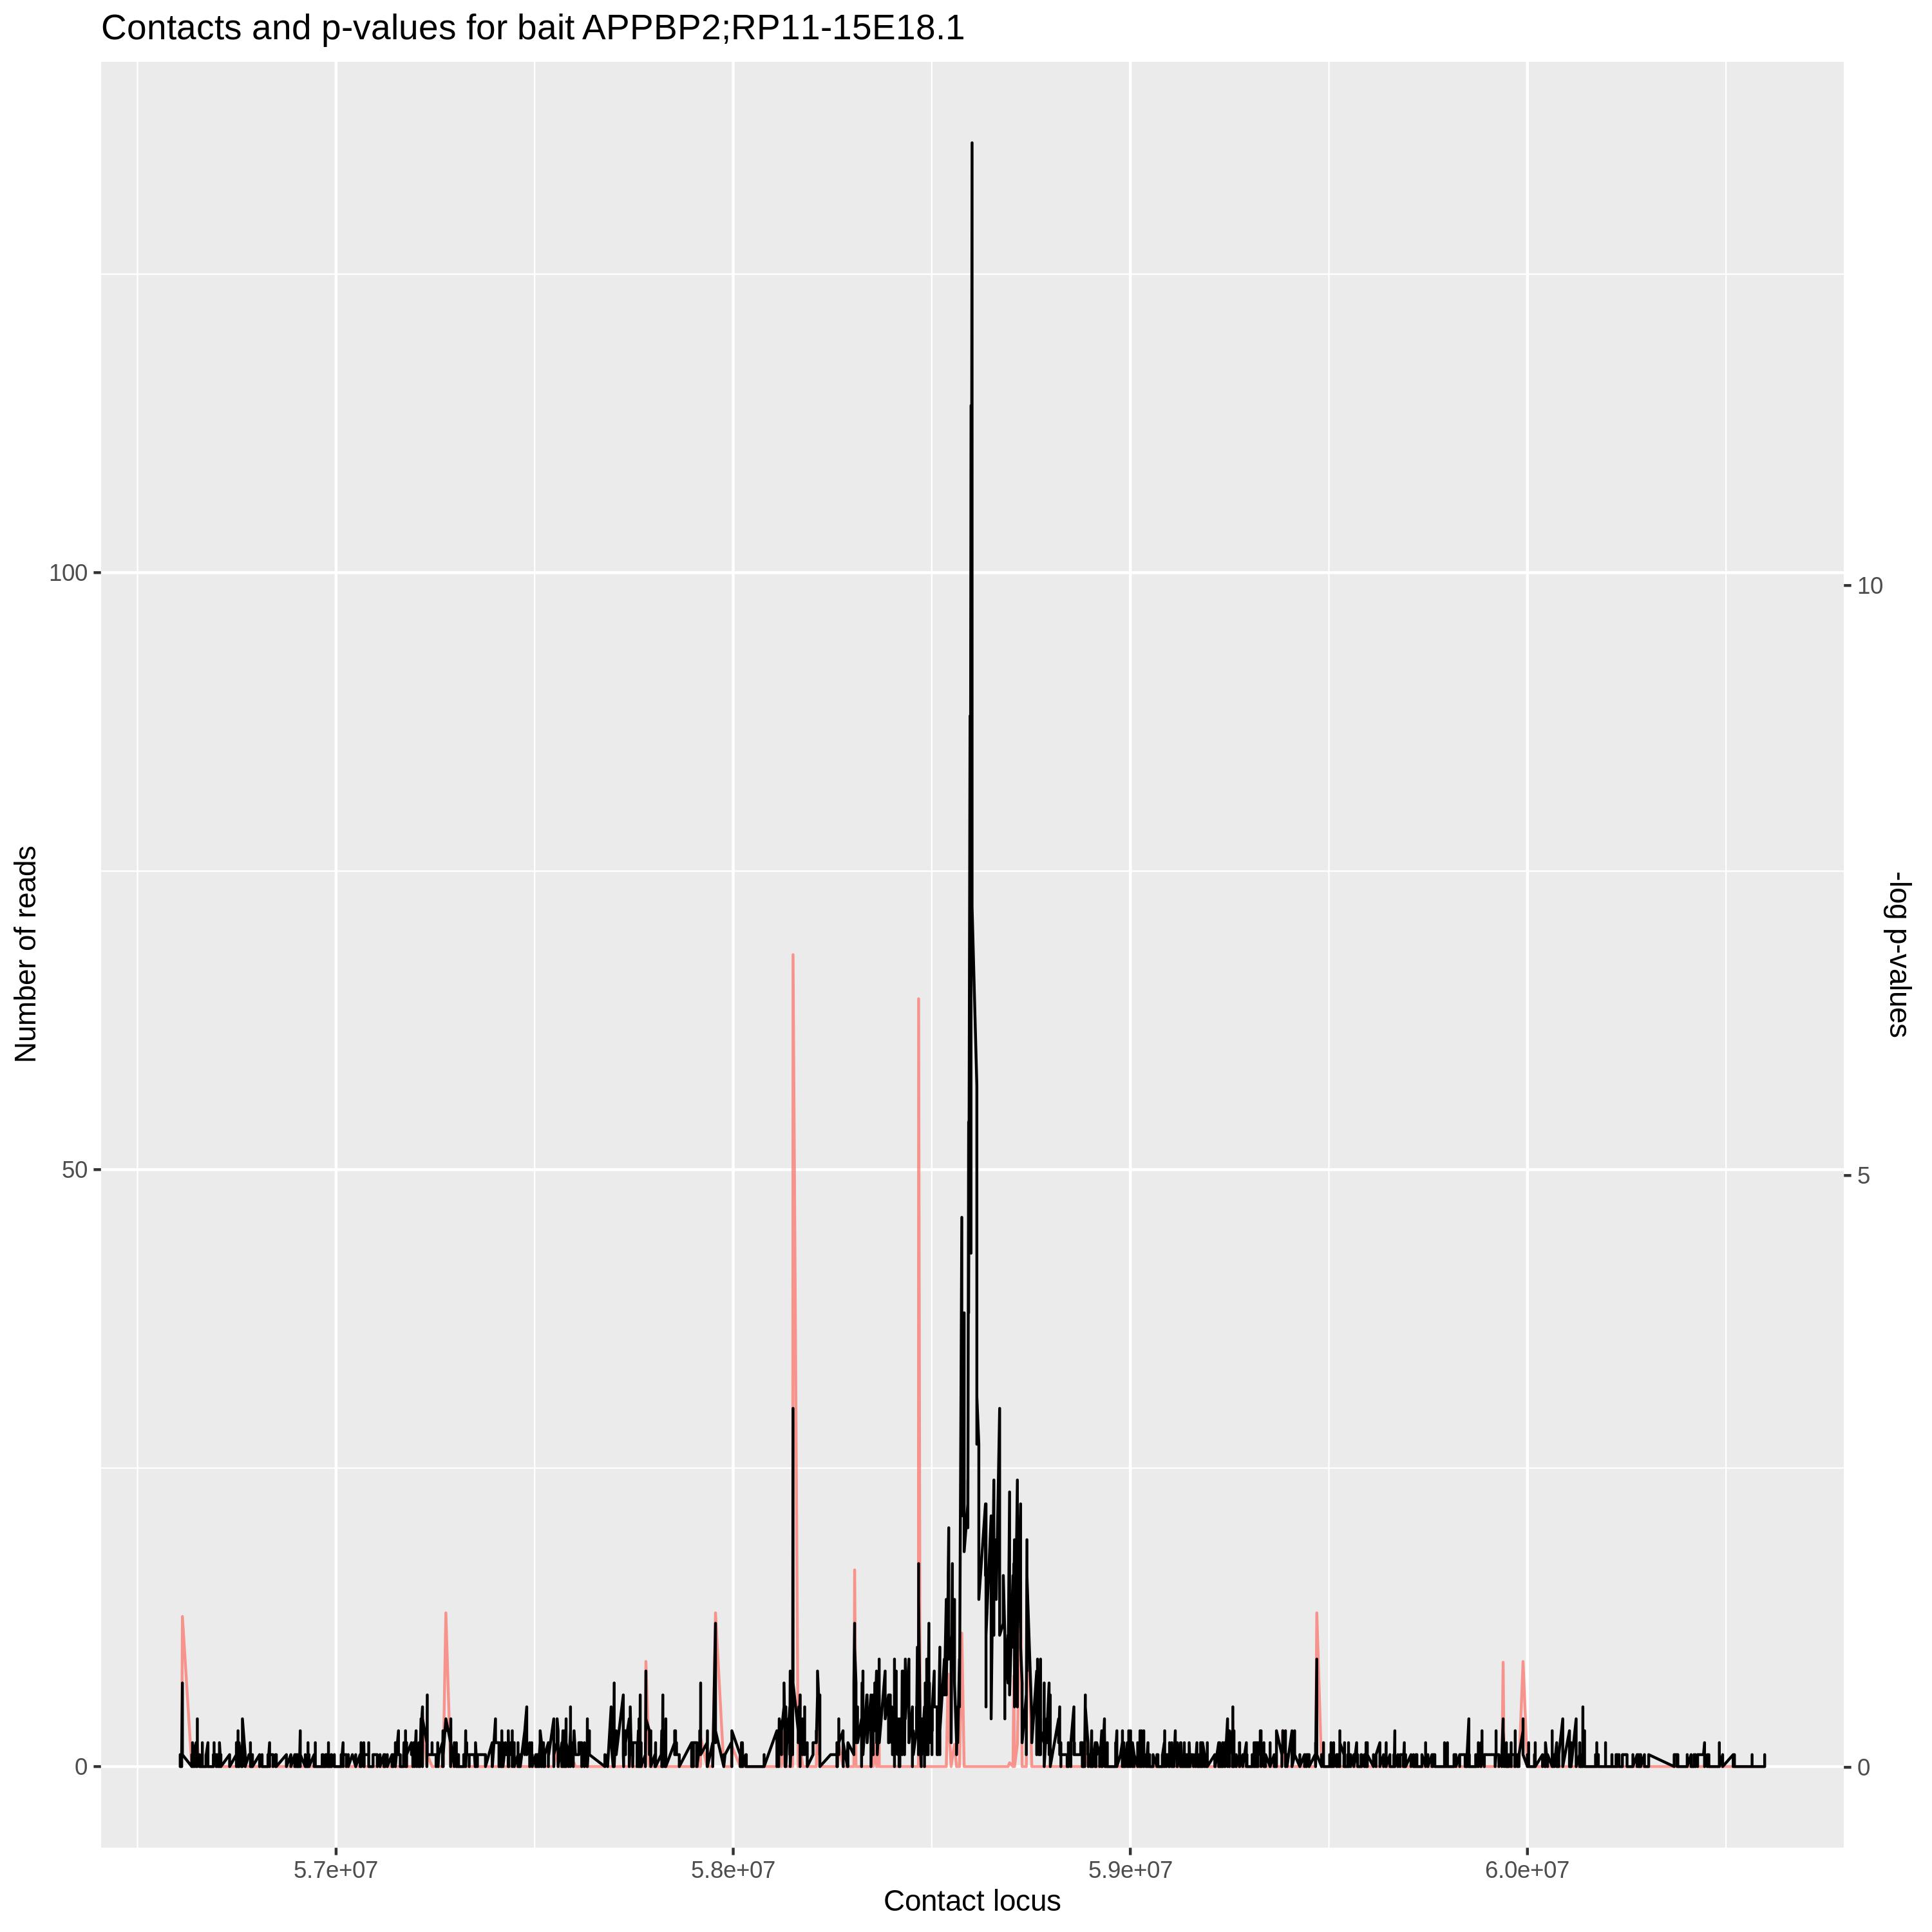 Contacts and p-values for bait APPBP2;RP11-15E18.1
Number of reads
100
50
0
10
5
0
-log p-values
5.7e+07 5.8e+07 5.9e+07 6.0e+07
Contact locus